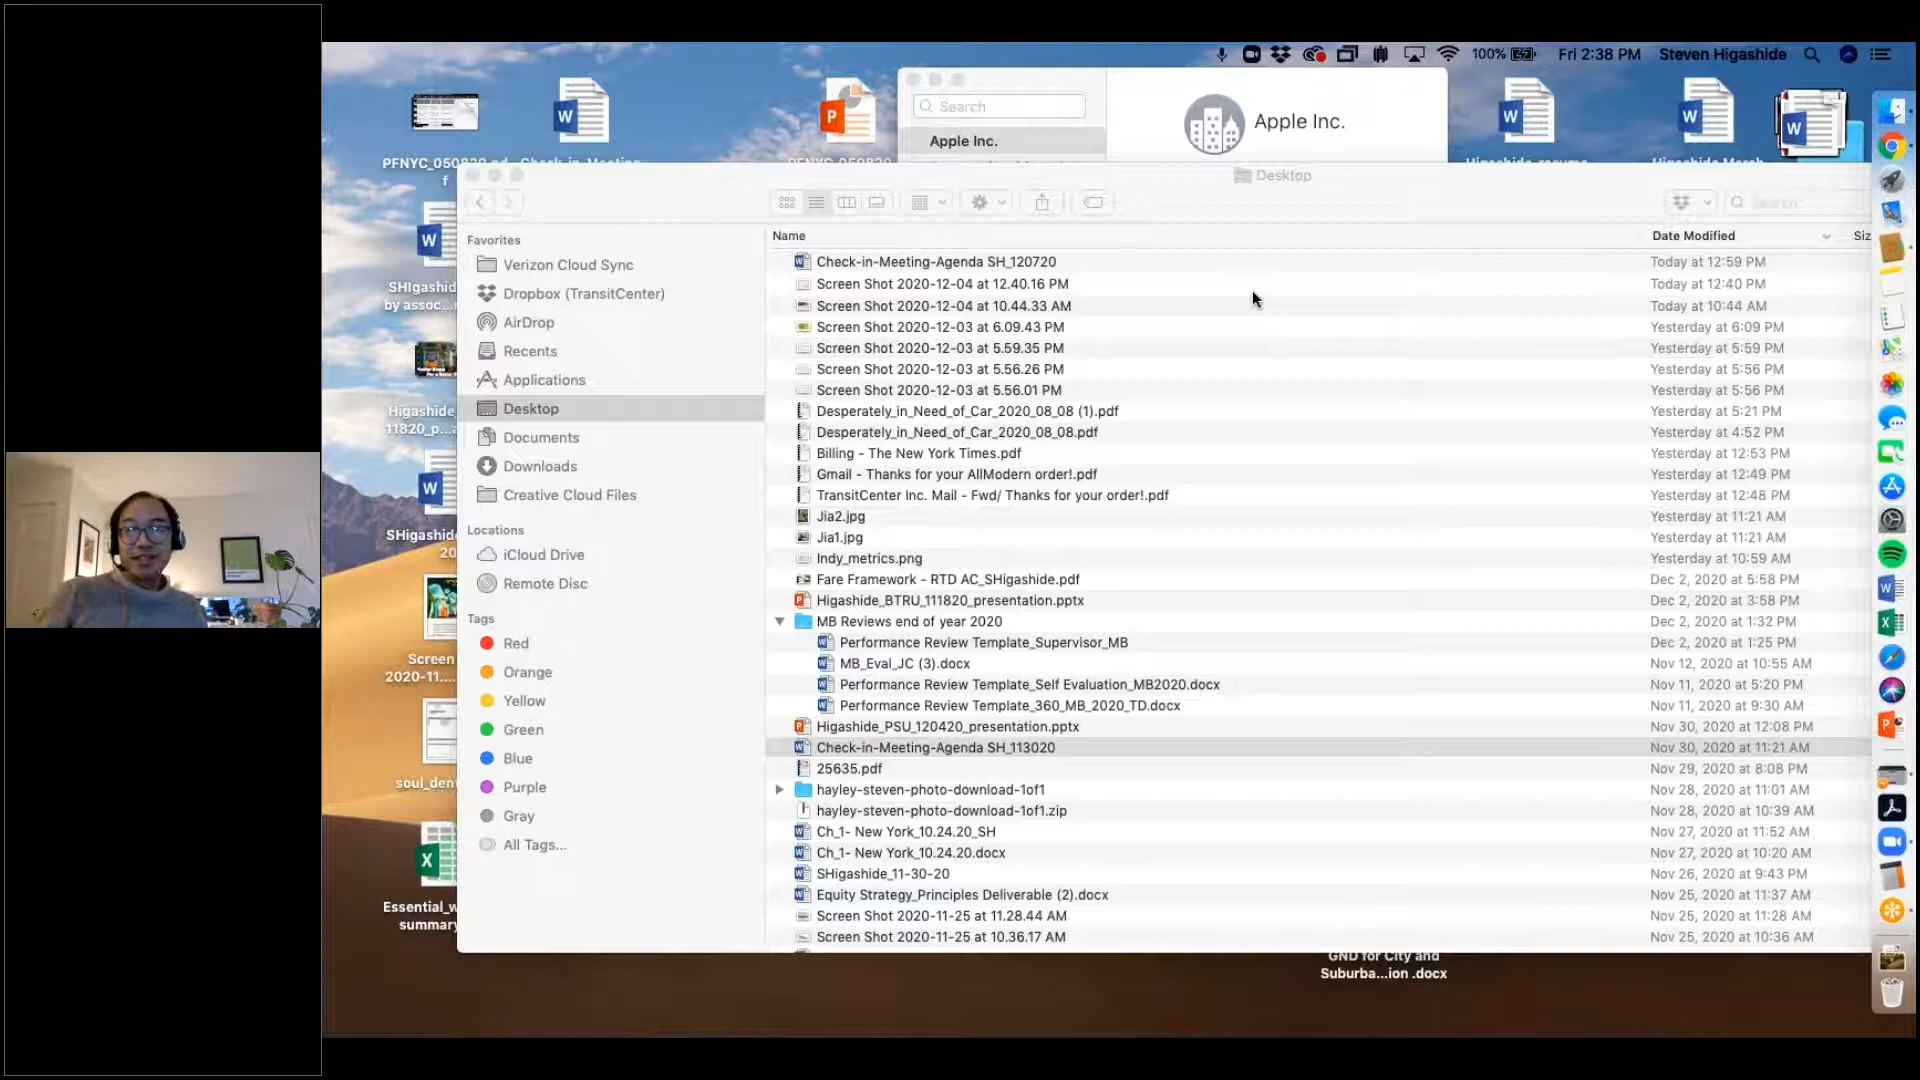 100%
Fri 2:38 PM
Steven Higashide
Search
Apple Inc.
Apple Inc.
PFNYC_050820.pd
f
Check-in-Meeting-
PFNYC_050820
Higashide_resume
Higashide March
SHIgashid
by assoc...
Higashide_
11820_p...
SHigashid
20
Screen
2020-11....
soul_den
Essential_w
summary
GND for City and
Suburba...ion .docx
Desktop
Search
Favorites
Verizon Cloud Sync
Dropbox (TransitCenter)
AirDrop
Recents
Applications
Desktop
Documents
Downloads
Creative Cloud Files
Locations
iCloud Drive
Remote Disc
Tags
Red
Orange
Yellow
Green
Blue
Purple
Gray
All Tags...
Name Date Modified Siz
Check-in-Meeting-Agenda SH_120720 Today at 12:59 PM
Screen Shot 2020-12-04 at 12.40.16 PM Today at 12:40 PM
Screen Shot 2020-12-04 at 10.44.33 AM Today at 10:44 AM
Screen Shot 2020-12-03 at 6.09.43 PM Yesterday at 6:09 PM
Screen Shot 2020-12-03 at 5.59.35 PM Yesterday at 5:59 PM
Screen Shot 2020-12-03 at 5.56.26 PM Yesterday at 5:56 PM
Screen Shot 2020-12-03 at 5.56.01 PM Yesterday at 5:56 PM
Desperately_in_Need_of_Car_2020_08_08 (1).pdf Yesterday at 5:21 PM
Desperately_in_Need_of_Car_2020_08_08.pdf Yesterday at 4:52 PM
Billing - The New York Times.pdf Yesterday at 12:53 PM
Gmail - Thanks for your AllModern order!.pdf Yesterday at 12:49 PM
TransitCenter Inc. Mail - Fwd/ Thanks for your order!.pdf Yesterday at 12:48 PM
Jia2.jpg Yesterday at 11:21 AM
Jia1.jpg Yesterday at 11:21 AM
Indy_metrics.png Yesterday at 10:59 AM
Fare Framework - RTD AC_SHigashide.pdf Dec 2, 2020 at 5:58 PM
Higashide_BTRU_111820_presentation.pptx Dec 2, 2020 at 3:58 PM
MB Reviews end of year 2020 Dec 2, 2020 at 1:32 PM
Performance Review Template_Supervisor_MB Dec 2, 2020 at 1:25 PM
MB_Eval_JC (3).docx Nov 12, 2020 at 10:55 AM
Performance Review Template_Self Evaluation_MB2020.docx Nov 11, 2020 at 5:20 PM
Performance Review Template_360_MB_2020_TD.docx Nov 11, 2020 at 9:30 AM
Higashide_PSU_120420_presentation.pptx Nov 30, 2020 at 12:08 PM
Check-in-Meeting-Agenda SH_113020 Nov 30, 2020 at 11:21 AM
25635.pdf Nov 29, 2020 at 8:08 PM
hayley-steven-photo-download-1of1 Nov 28, 2020 at 11:01 AM
hayley-steven-photo-download-1of1.zip Nov 28, 2020 at 10:39 AM
Ch_1- New York_10.24.20_SH Nov 27, 2020 at 11:52 AM
Ch_1- New York_10.24.20.docx Nov 27, 2020 at 10:20 AM
SHigashide_11-30-20 Nov 26, 2020 at 9:43 PM
Equity Strategy_Principles Deliverable (2).docx Nov 25, 2020 at 11:37 AM
Screen Shot 2020-11-25 at 11.28.44 AM Nov 25, 2020 at 11:28 AM
Screen Shot 2020-11-25 at 10.36.17 AM Nov 25, 2020 at 10:36 AM